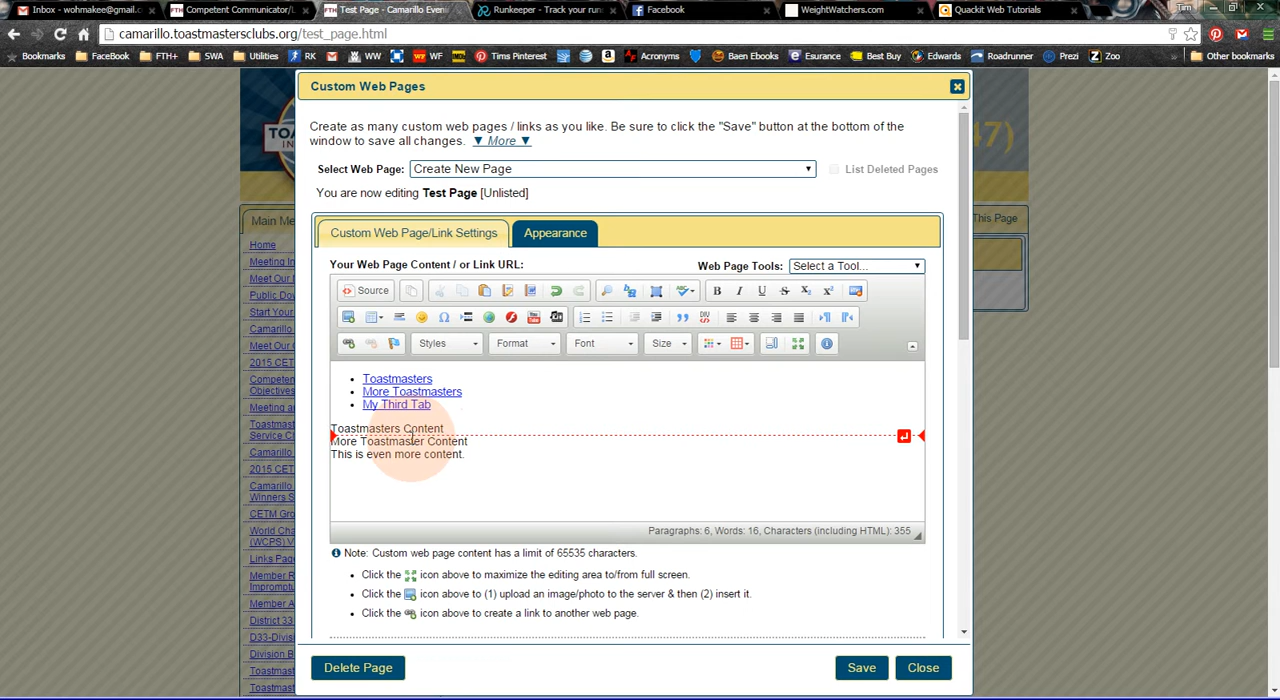 Inbox - wohmakee@gmail.c
Competent Communicator/L
Test Page - Camarillo Eveni
Runkeeper - Track your runs
Facebook
WeightWatchers.com
Quackit Web Tutorials
Tim
camarillo.toastmastersclubs.org/test_page.html
Bookmarks FaceBook FTH+ SWA Utilities RK WW WF Tims Pinterest Acronyms Baen Ebooks Esurance Best Buy Edwards Roadrunner Prezi Zoo Other bookmarks
Custom Web Pages
Create as many custom web pages / links as you like. Be sure to click the "Save" button at the bottom of the
window to save all changes. ▼ More ▼
Select Web Page: Create New Page List Deleted Pages
You are now editing Test Page [Unlisted]
Custom Web Page/Link Settings Appearance
Your Web Page Content / or Link URL: Web Page Tools: Select a Tool...
Source B I U S X2 X2
Styles Format Font Size
• Toastmasters
• More Toastmasters
• My Third Tab
Toastmasters Content
More Toastmaster Content
This is even more content.
Paragraphs: 6, Words: 16, Characters (including HTML): 355
Note: Custom web page content has a limit of 65535 characters.
• Click the icon above to maximize the editing area to/from full screen.
• Click the icon above to (1) upload an image/photo to the server & then (2) insert it.
• Click the icon above to create a link to another web page.
Delete Page Save Close
TOA
IN
47)
This Page
Main Me
Home
Meeting In
Meet Our
Public Do
Start Your
Camarillo
Meet Our
2015 CET
Competen
Objectives
Meeting a
Toastmast
Service Cl
2015 CET
Camarillo
Winners S
CETM Gro
World Cha
(WCPS) V
Links Page
Member R
Impromptu
Member A
District 33
D33-Divisi
Division B
Toastmast
Toastmast